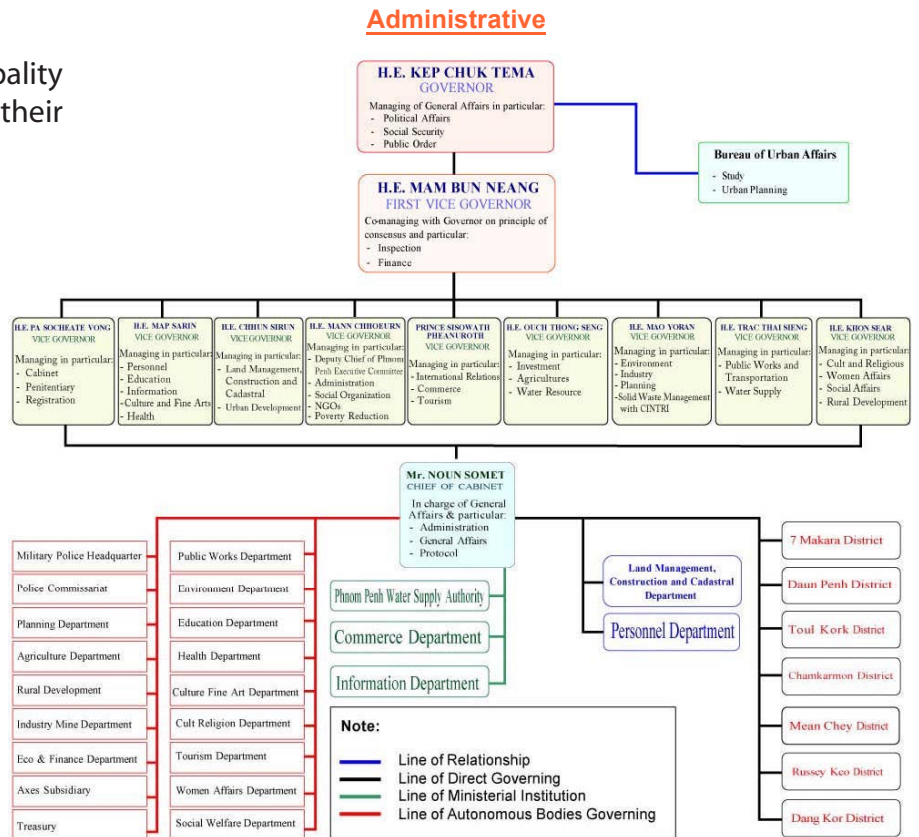 Administrative
pality
their
H.E. KEP CHUK TEMA
GOVERNOR
Managing of General Affairs in particular:
- Political Affairs
- Social Security
- Public Order
Bureau of Urban Affairs
- Study
- Urban Planning
H.E. MAM BUN NEANG
FIRST VICE GOVERNOR
Co-managing with Governor on principle of
consensus and particular:
- Inspection
- Finance
H.E. PA SOCHEATE VONG
VICE GOVERNOR
Managing in particular:
- Cabinet
- Penitentiary
- Registration
H.E. MAP SARIN
VICE GOVERNOR
Managing in particular:
- Personnel
- Education
- Information
-Culture and Fine Arts
- Health
H.E. CHHUN SIRUN
VICE GOVERNOR
Managing in particular:
- Land Management,
Construction and
Cadastral
- Urban Development
H.E. MANN CHHOEURN
VICE GOVERNOR
Managing in particular:
- Deputy Chief of Phnom
Penh Executive Committee
- Administration
- Social Organization
- NGOs
- Poverty Reduction
PRINCE SISOWATH
PHEANUROTH
VICE GOVERNOR
Managing in particular:
- International Relations
- Commerce
- Tourism
H.E. OUCH THONG SENG
VICE GOVERNOR
Managing in particular:
- Investment
- Agricultures
- Water Resource
H.E. MAO YORAN
VICE GOVERNOR
Managing in particular:
- Environment
- Industry
- Planning
-Solid Waste Management
with CINTRI
H.E. TRAC THAI SIENG
VICE GOVERNOR
Managing in particular:
- Public Works and
Transportation
- Water Supply
H.E. KHON SEAR
VICE GOVERNOR
Managing in particular:
- Cult and Religious
- Women Affairs
- Social Affairs
- Rural Development
Mr. NOUN SOMET
CHIEF OF CABINET
In charge of General
Affairs & particular:
- Administration
- General Affairs
- Protocol
Military Police Headquarter
Police Commissariat
Planning Department
Agriculture Department
Rural Development
Industry Mine Department
Eco & Finance Department
Axes Subsidiary
Treasury
Public Works Department
Environment Department
Education Department
Health Department
Culture Fine Art Department
Cult Religion Department
Tourism Department
Women Affairs Department
Social Welfare Department
Phnom Penh Water Supply Authority
Commerce Department
Information Department
Land Management,
Construction and Cadastral
Department
Personnel Department
7 Makara District
Daun Penh District
Toul Kork District
Chamkarmon District
Mean Chey District
Russey Keo District
Dang Kor District
Note:
Line of Relationship
Line of Direct Governing
Line of Ministerial Institution
Line of Autonomous Bodies Governing